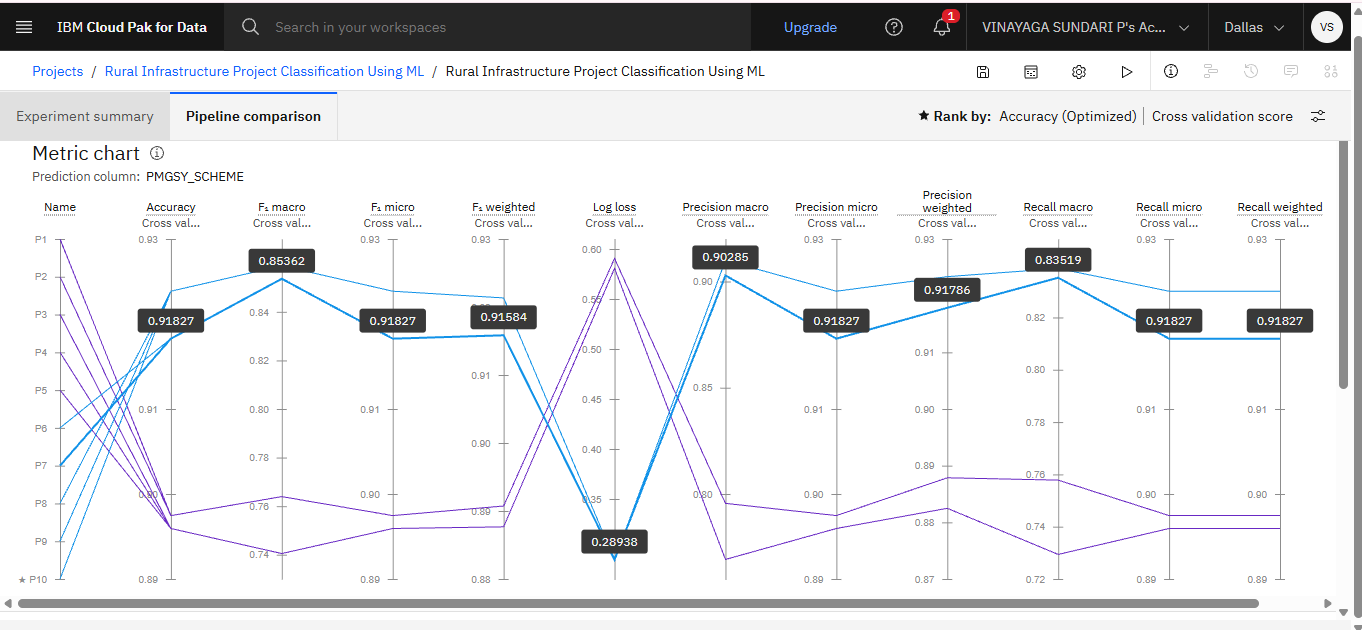 IBM Cloud Pak for Data
Search in your workspaces
Upgrade
1
VINAYAGA SUNDARI P's Ac...
Dallas
VS
Projects / Rural Infrastructure Project Classification Using ML / Rural Infrastructure Project Classification Using ML
Experiment summary
Pipeline comparison
★ Rank by: Accuracy (Optimized) | Cross validation score
Metric chart
Prediction column: PMGSY_SCHEME
Name
P1
P2
P3
P4
P5
P6
P7
P8
P9
★ P10
Accuracy
Cross val...
0.93
0.91827
0.91
0.90
0.89
F₁ macro
Cross val...
0.85362
0.84
0.82
0.80
0.78
0.76
0.74
F₁ micro
Cross val...
0.93
0.91827
0.91
0.90
0.89
F₁ weighted
Cross val...
0.93
0.91584
0.91
0.90
0.89
0.88
Log loss
Cross val...
0.60
0.55
0.50
0.45
0.40
0.35
0.28938
Precision macro
Cross val...
0.90285
0.90
0.85
0.80
Precision micro
Cross val...
0.93
0.91827
0.91
0.90
0.89
Precision
weighted
Cross val...
0.93
0.91786
0.91
0.90
0.89
0.88
0.87
Recall macro
Cross val...
0.83519
0.82
0.80
0.78
0.76
0.74
0.72
Recall micro
Cross val...
0.93
0.91827
0.91
0.90
0.89
Recall weighted
Cross val...
0.93
0.91827
0.91
0.90
0.89